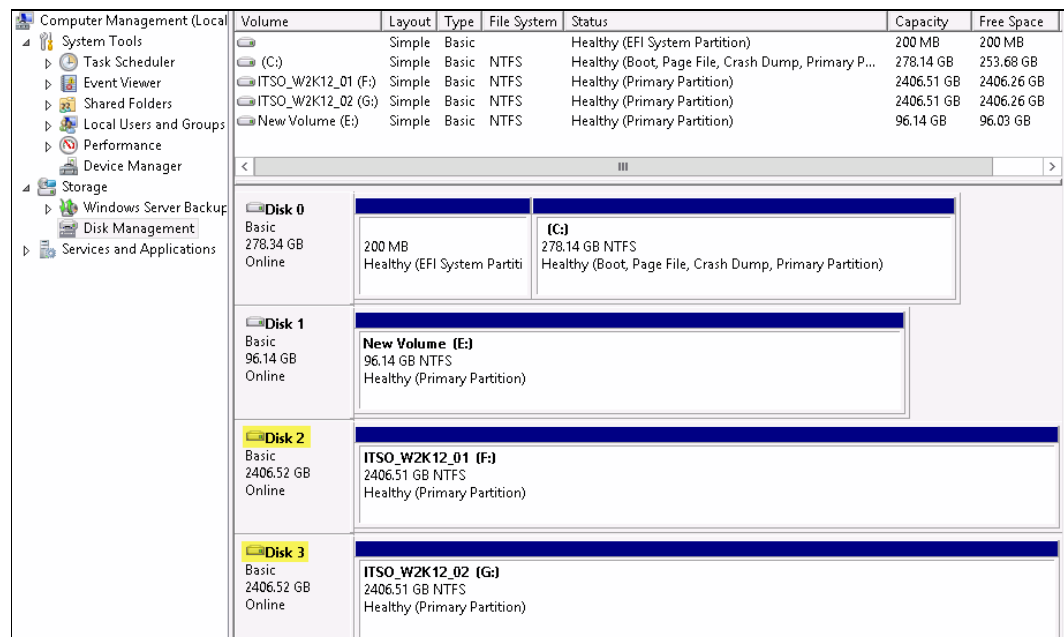 Computer Management (Local
System Tools
Task Scheduler
Event Viewer
Shared Folders
Local Users and Groups
Performance
Device Manager
Storage
Windows Server Backup
Disk Management
Services and Applications
Volume Layout Type File System Status Capacity Free Space
Simple Basic Healthy (EFI System Partition) 200 MB 200 MB
(C:) Simple Basic NTFS Healthy (Boot, Page File, Crash Dump, Primary P... 278.14 GB 253.68 GB
ITSO_W2K12_01 (F:) Simple Basic NTFS Healthy (Primary Partition) 2406.51 GB 2406.26 GB
ITSO_W2K12_02 (G:) Simple Basic NTFS Healthy (Primary Partition) 2406.51 GB 2406.26 GB
New Volume (E:) Simple Basic NTFS Healthy (Primary Partition) 96.14 GB 96.03 GB
Disk 0
Basic
278.34 GB
Online
200 MB
Healthy (EFI System Partiti
(C:)
278.14 GB NTFS
Healthy (Boot, Page File, Crash Dump, Primary Partition)
Disk 1
Basic
96.14 GB
Online
New Volume (E:)
96.14 GB NTFS
Healthy (Primary Partition)
Disk 2
Basic
2406.52 GB
Online
ITSO_W2K12_01 (F:)
2406.51 GB NTFS
Healthy (Primary Partition)
Disk 3
Basic
2406.52 GB
Online
ITSO_W2K12_02 (G:)
2406.51 GB NTFS
Healthy (Primary Partition)